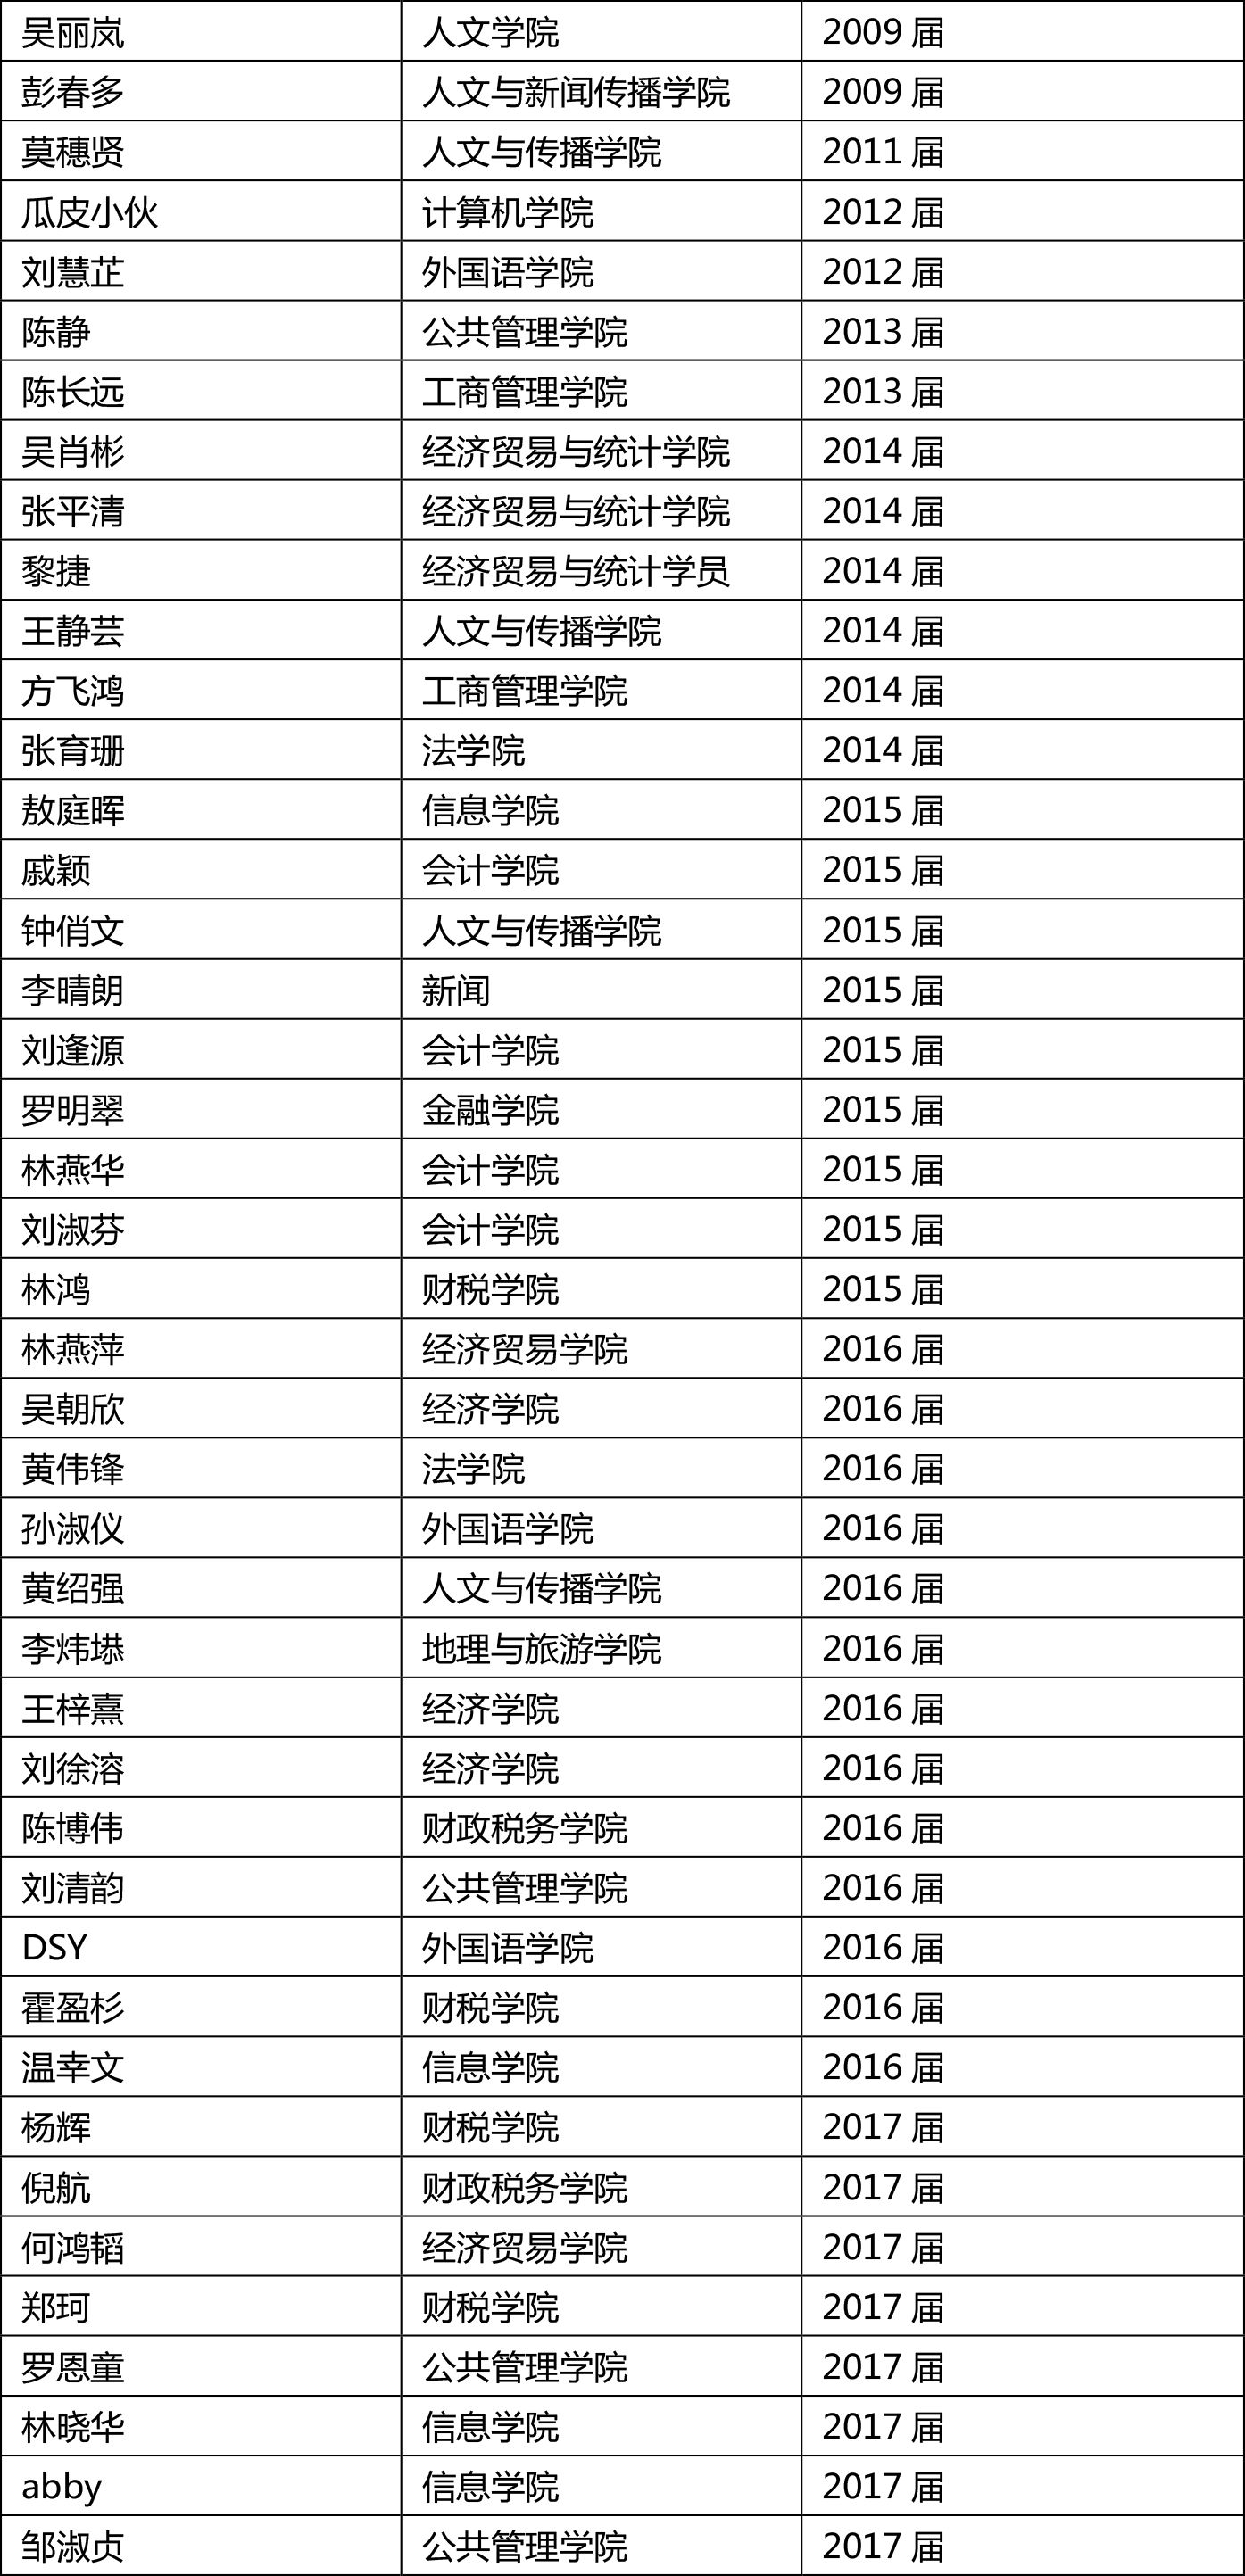 吴丽岚 人文学院 2009 届
彭春多 人文与新闻传播学院 2009 届
莫穗贤 人文与传播学院 2011 届
瓜皮小伙 计算机学院 2012 届
刘慧芷 外国语学院 2012 届
陈静 公共管理学院 2013 届
陈长远 工商管理学院 2013 届
吴肖彬 经济贸易与统计学院 2014 届
张平清 经济贸易与统计学院 2014 届
黎捷 经济贸易与统计学员 2014 届
王静芸 人文与传播学院 2014 届
方飞鸿 工商管理学院 2014 届
张育珊 法学院 2014 届
敖庭晖 信息学院 2015 届
戚颖 会计学院 2015 届
钟俏文 人文与传播学院 2015 届
李晴朗 新闻 2015 届
刘逢源 会计学院 2015 届
罗明翠 金融学院 2015 届
林燕华 会计学院 2015 届
刘淑芬 会计学院 2015 届
林鸿 财税学院 2015 届
林燕萍 经济贸易学院 2016 届
吴朝欣 经济学院 2016 届
黄伟锋 法学院 2016 届
孙淑仪 外国语学院 2016 届
黄绍强 人文与传播学院 2016 届
李炜塨 地理与旅游学院 2016 届
王梓熹 经济学院 2016 届
刘徐溶 经济学院 2016 届
陈博伟 财政税务学院 2016 届
刘清韵 公共管理学院 2016 届
DSY 外国语学院 2016 届
霍盈杉 财税学院 2016 届
温幸文 信息学院 2016 届
杨辉 财税学院 2017 届
倪航 财政税务学院 2017 届
何鸿韬 经济贸易学院 2017 届
郑珂 财税学院 2017 届
罗恩童 公共管理学院 2017 届
林晓华 信息学院 2017 届
abby 信息学院 2017 届
邹淑贞 公共管理学院 2017 届